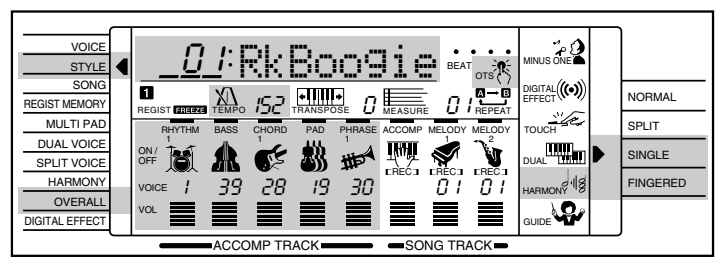 VOICE
STYLE
SONG
REGIST MEMORY
MULTI PAD
DUAL VOICE
SPLIT VOICE
HARMONY
OVERALL
DIGITAL EFFECT
01:RkBoogie
BEAT
OTS
1
REGIST FREEZE
TEMPO 152
TRANSPOSE 0
MEASURE 01
A B
REPEAT
RHYTHM 1 BASS CHORD 1 PAD PHRASE 1 ACCOMP MELODY 1 MELODY 2
ON / OFF
REC REC REC
VOICE 1 39 28 19 30 01 01
VOL
MINUS ONE
DIGITAL EFFECT
TOUCH
DUAL
HARMONY
GUIDE
NORMAL
SPLIT
SINGLE
FINGERED
ACCOMP TRACK SONG TRACK